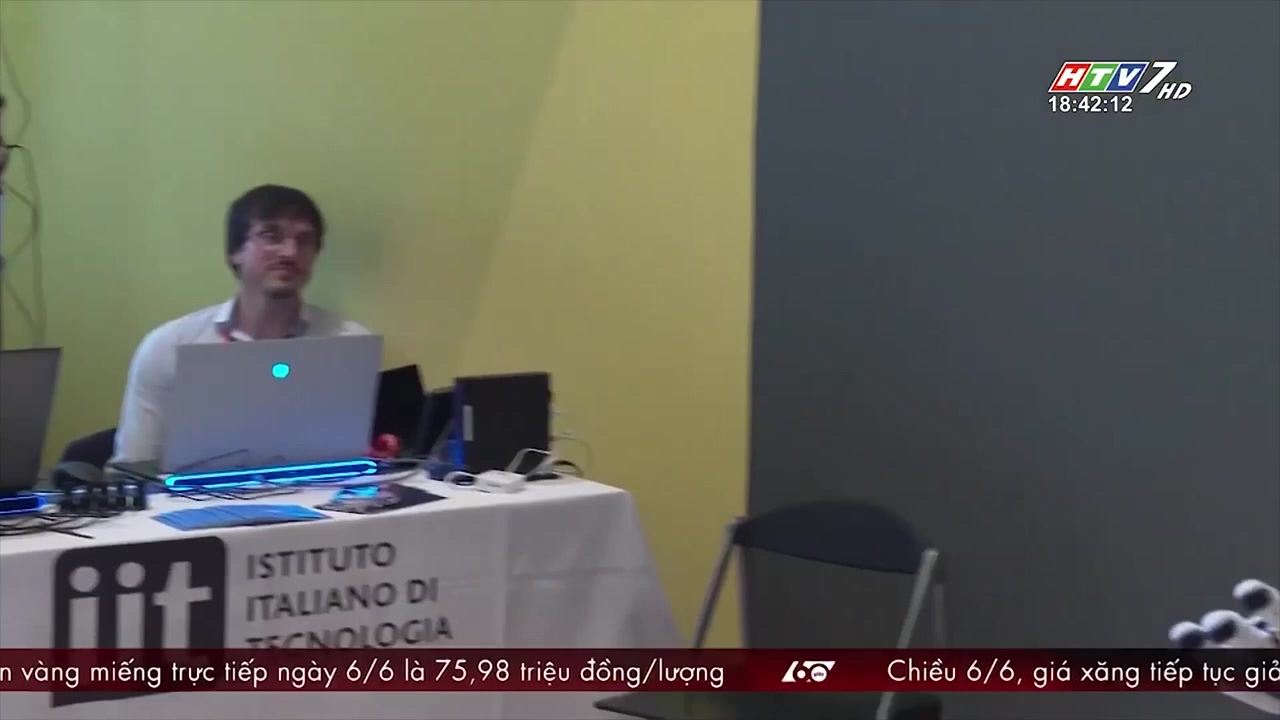 HTV7 HD
18:42:12
iit
ISTITUTO
ITALIANO DI
TECNOLOGIA
vàng miếng trực tiếp ngày 6/6 là 75,98 triệu đồng/lượng
Chiều 6/6, giá xăng tiếp tục